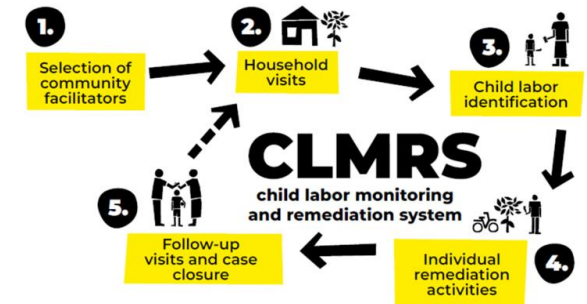 1.
Selection of
community
facilitators
2.
Household
visits
3.
Child labor
identification
CLMRS
child labor monitoring
and remediation system
4.
Individual
remediation
activities
5.
Follow-up
visits and case
closure